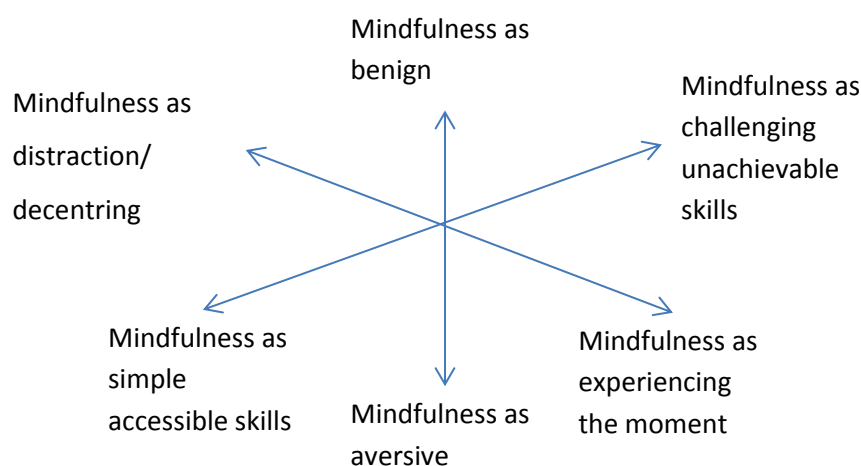 Mindfulness as
benign
Mindfulness as
distraction/
decentring
Mindfulness as
challenging
unachievable
skills
Mindfulness as
simple
accessible skills
Mindfulness as
aversive
Mindfulness as
experiencing
the moment